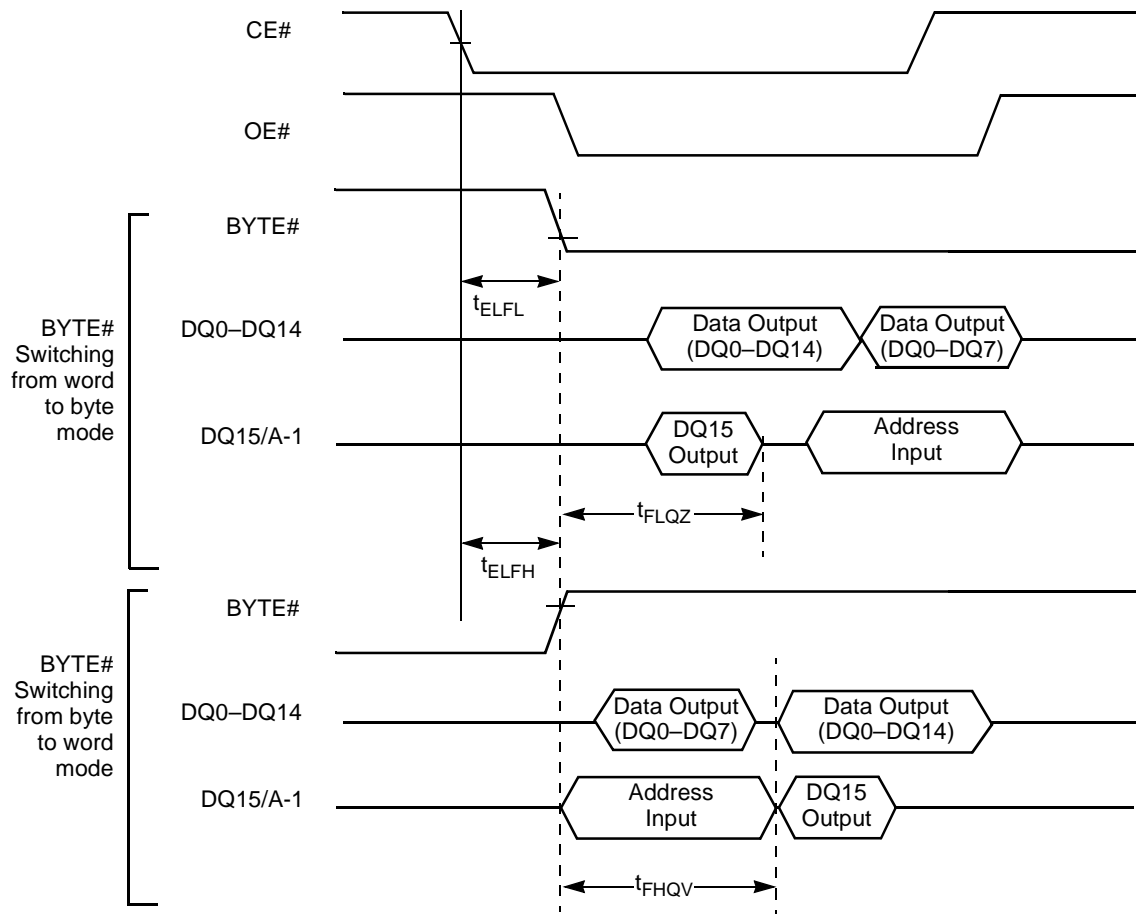 CE#
OE#
BYTE#
Switching
from word
to byte
mode
BYTE#
tELFL
DQ0–DQ14
Data Output
(DQ0–DQ14)
Data Output
(DQ0–DQ7)
DQ15/A-1
DQ15
Output
Address
Input
tFLQZ
tELFH
BYTE#
Switching
from byte
to word
mode
BYTE#
DQ0–DQ14
Data Output
(DQ0–DQ7)
Data Output
(DQ0–DQ14)
DQ15/A-1
Address
Input
DQ15
Output
tFHQV